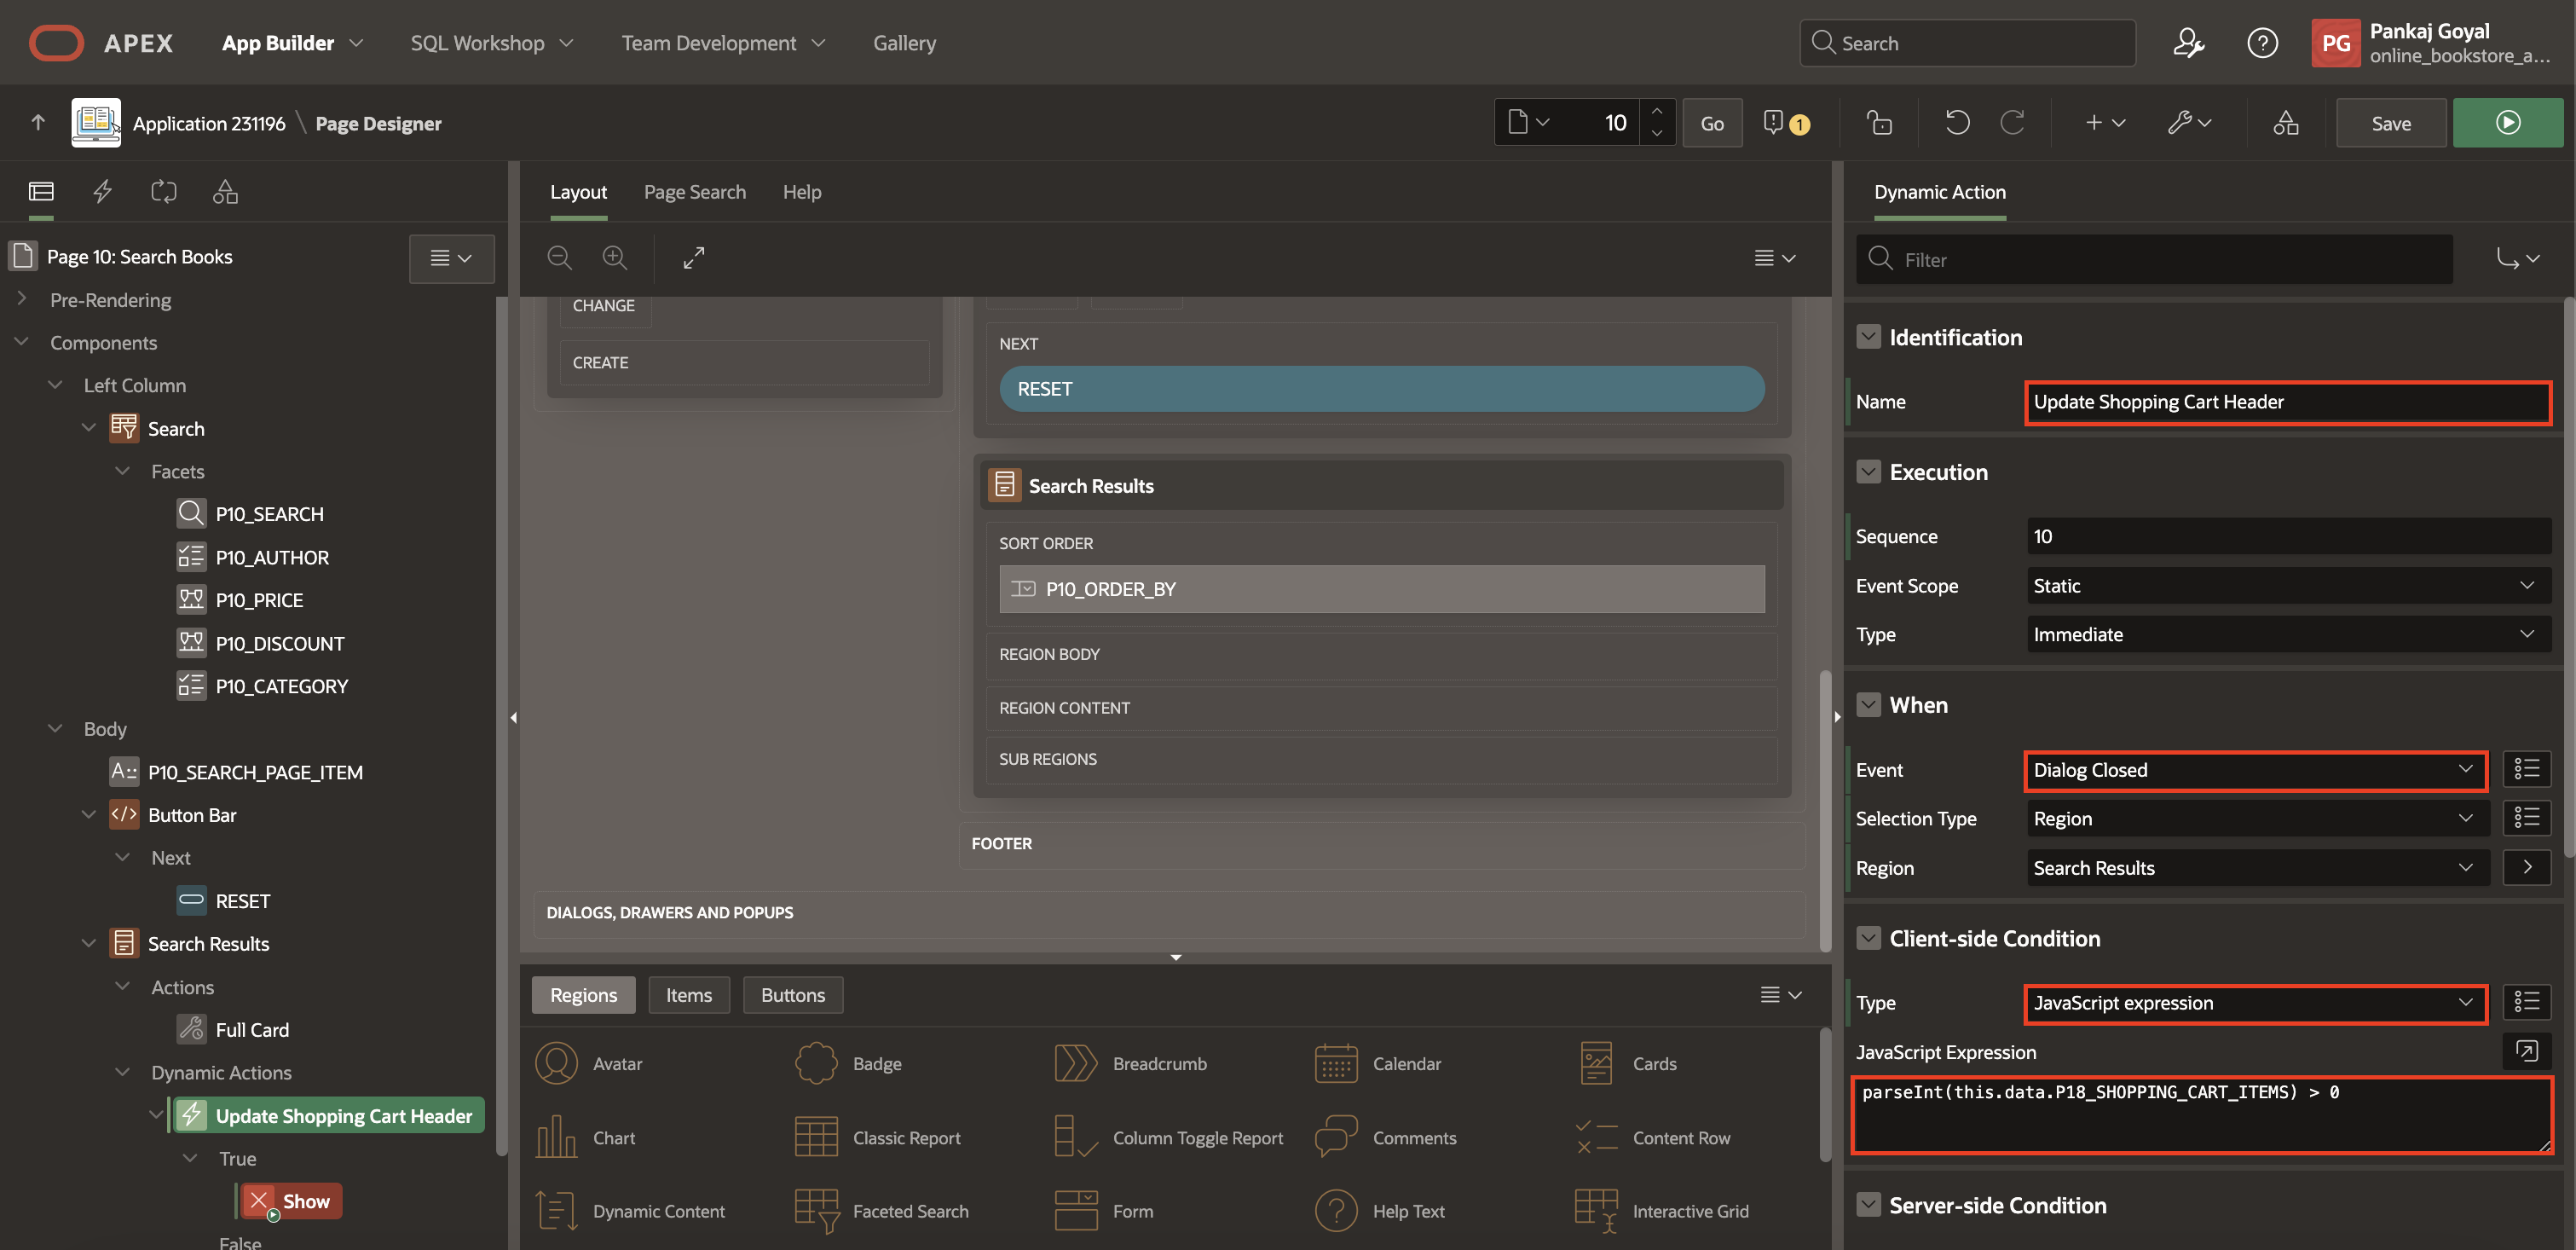 APEX App Builder SQL Workshop Team Development Gallery Search PG Pankaj Goyal
online_bookstore_a...
Application 231196 \ Page Designer 10 Go 1 Save
Layout Page Search Help
Dynamic Action
Page 10: Search Books
Pre-Rendering
Components
Left Column
Search
Facets
P10_SEARCH
P10_AUTHOR
P10_PRICE
P10_DISCOUNT
P10_CATEGORY
Body
P10_SEARCH_PAGE_ITEM
Button Bar
Next
RESET
Search Results
Actions
Full Card
Dynamic Actions
Update Shopping Cart Header
True
Show
False
CHANGE
CREATE
NEXT
RESET
Search Results
SORT ORDER
P10_ORDER_BY
REGION BODY
REGION CONTENT
SUB REGIONS
FOOTER
DIALOGS, DRAWERS AND POPUPS
Regions Items Buttons
Avatar Badge Breadcrumb Calendar Cards
Chart Classic Report Column Toggle Report Comments Content Row
Dynamic Content Faceted Search Form Help Text Interactive Grid
Filter
Identification
Name Update Shopping Cart Header
Execution
Sequence 10
Event Scope Static
Type Immediate
When
Event Dialog Closed
Selection Type Region
Region Search Results
Client-side Condition
Type JavaScript expression
JavaScript Expression
parseInt(this.data.P18_SHOPPING_CART_ITEMS) > 0
Server-side Condition